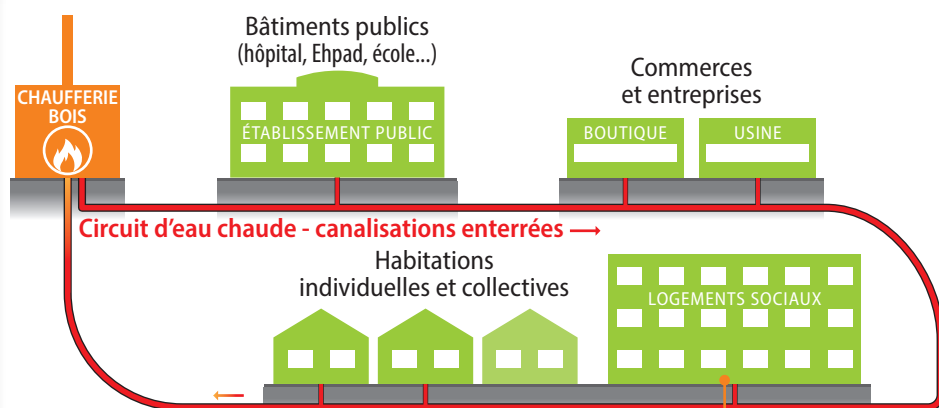 Bâtiments publics
(hôpital, Ehpad, école...)
Commerces
et entreprises
CHAUFFERIE
BOIS
ÉTABLISSEMENT PUBLIC
BOUTIQUE
USINE
Circuit d'eau chaude - canalisations enterrées →
Habitations
individuelles et collectives
LOGEMENTS SOCIAUX